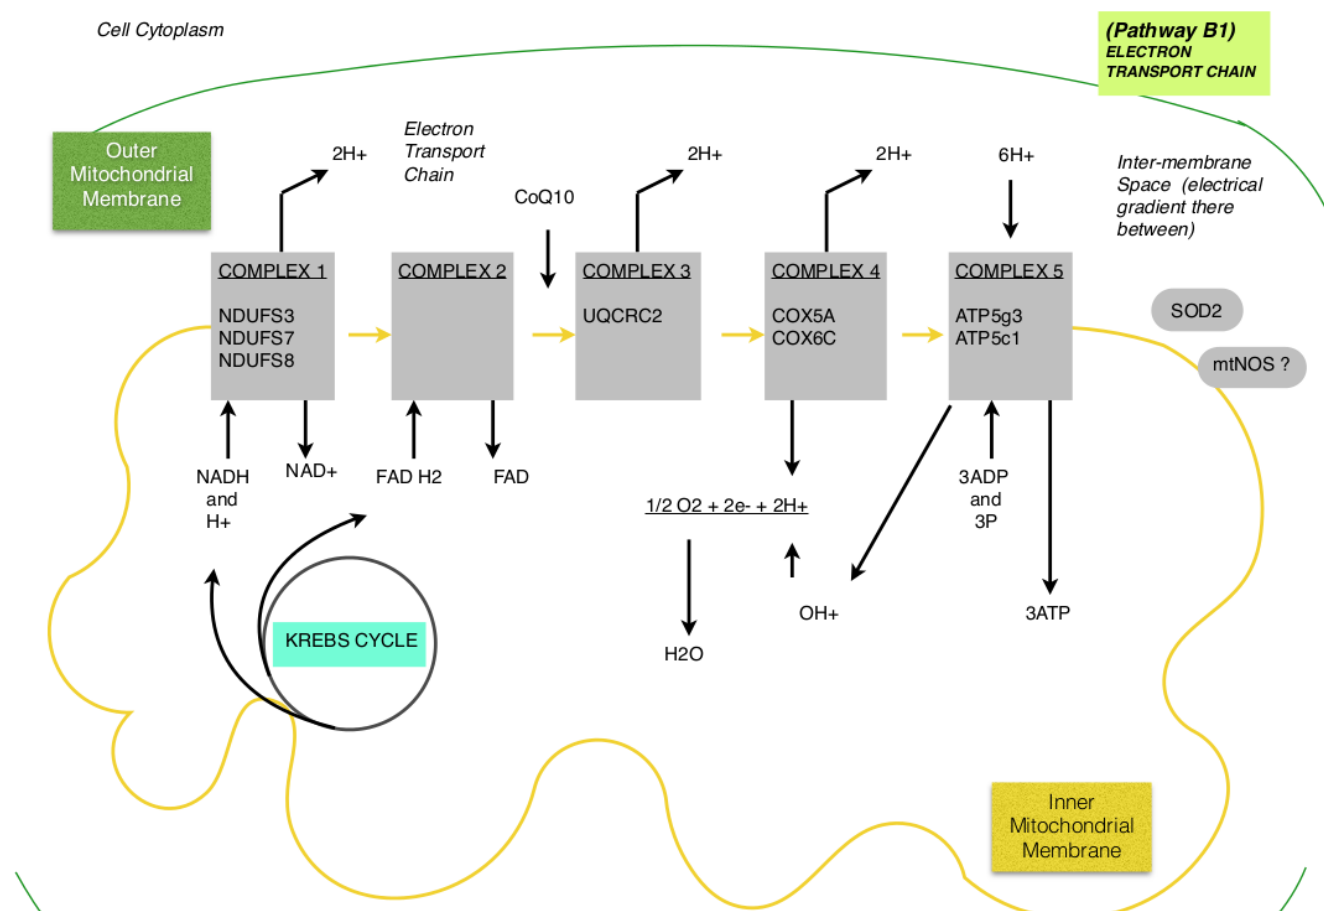 Cell Cytoplasm
(Pathway B1)
ELECTRON
TRANSPORT CHAIN
Outer
Mitochondrial
Membrane
2H+
Electron
Transport
Chain
CoQ10
2H+
2H+
6H+
Inter-membrane
Space (electrical
gradient there
between)
COMPLEX 1
NDUFS3
NDUFS7
NDUFS8
COMPLEX 2
COMPLEX 3
UQCRC2
COMPLEX 4
COX5A
COX6C
COMPLEX 5
ATP5g3
ATP5c1
SOD2
mtNOS ?
NADH
and
H+
NAD+
FAD H2
FAD
1/2 O2 + 2e- + 2H+
3ADP
and
3P
OH+
3ATP
H2O
KREBS CYCLE
Inner
Mitochondrial
Membrane